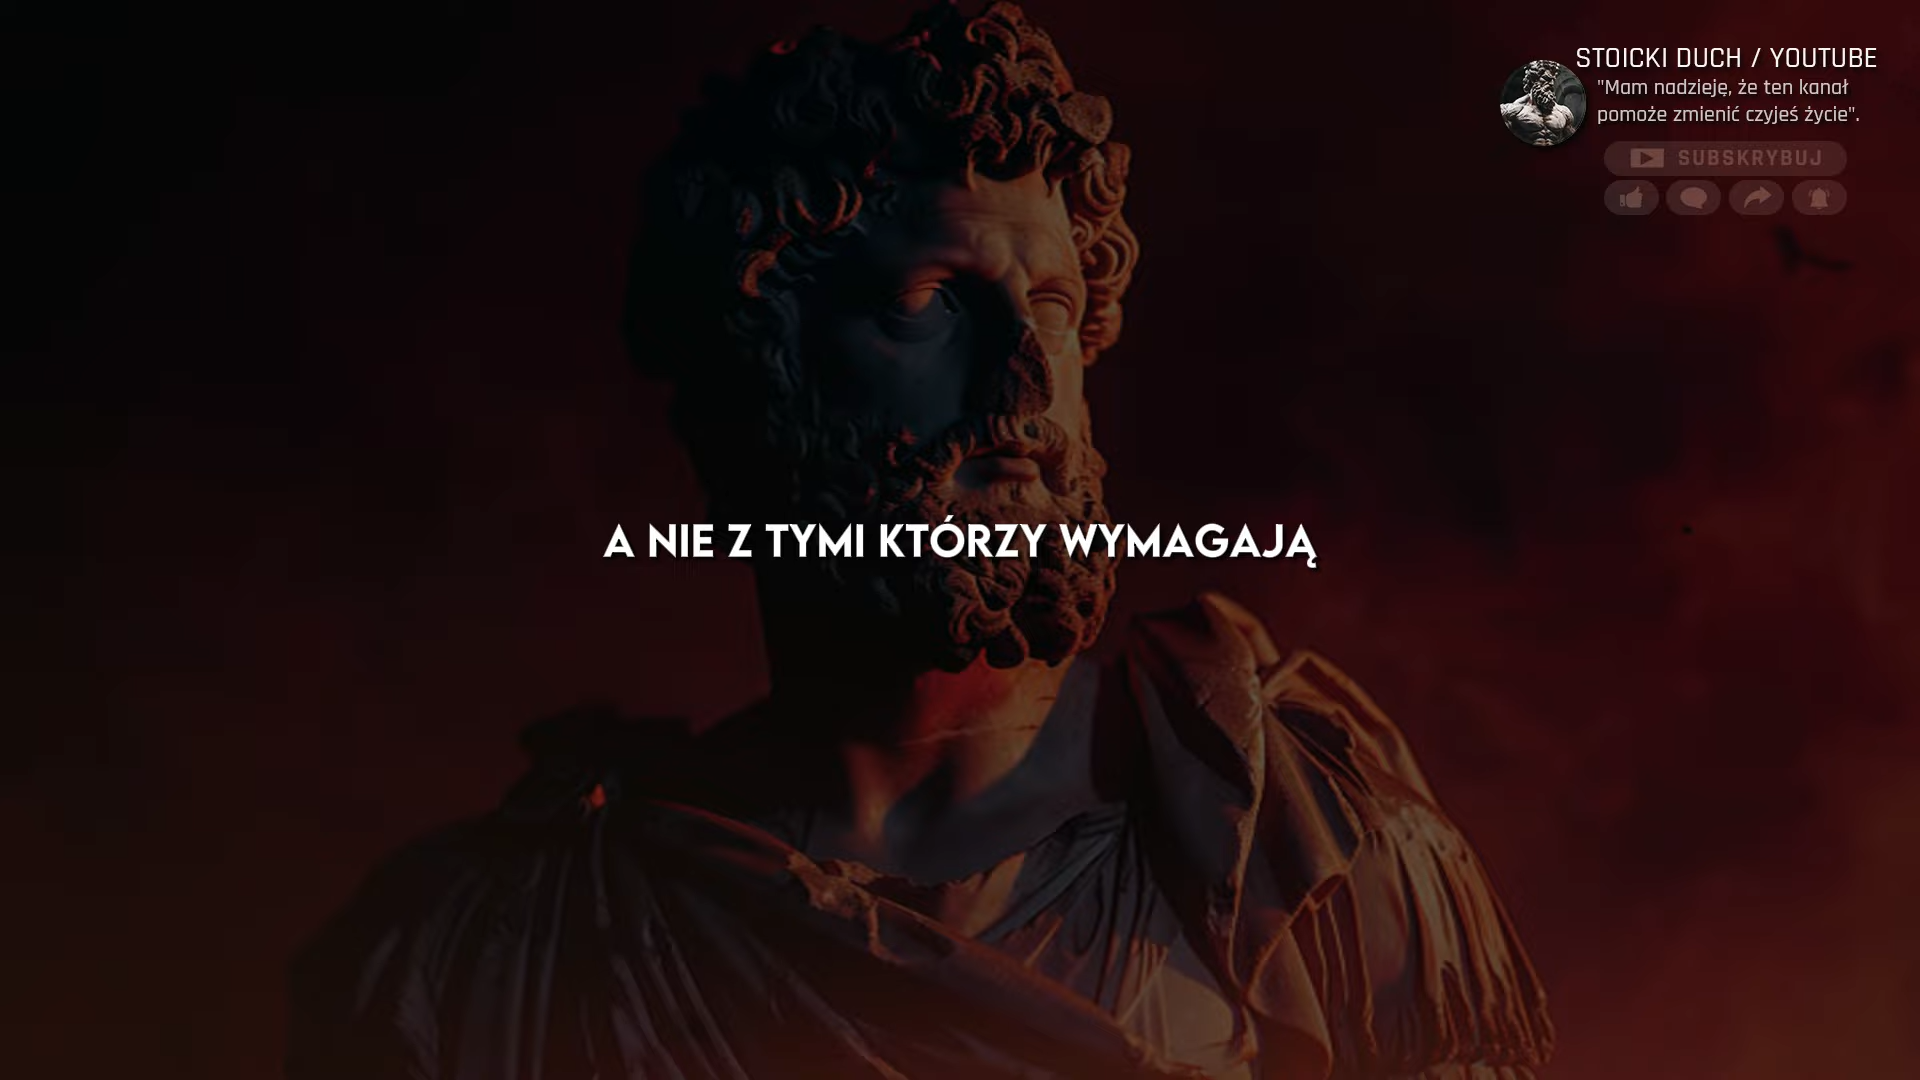 STOICKI DUCH / YOUTUBE
"Mam nadzieję, że ten kanał
pomoże zmienić czyjeś życie".
SUBSKRYBUJ
A NIE Z TYMI KTÓRZY WYMAGAJĄ